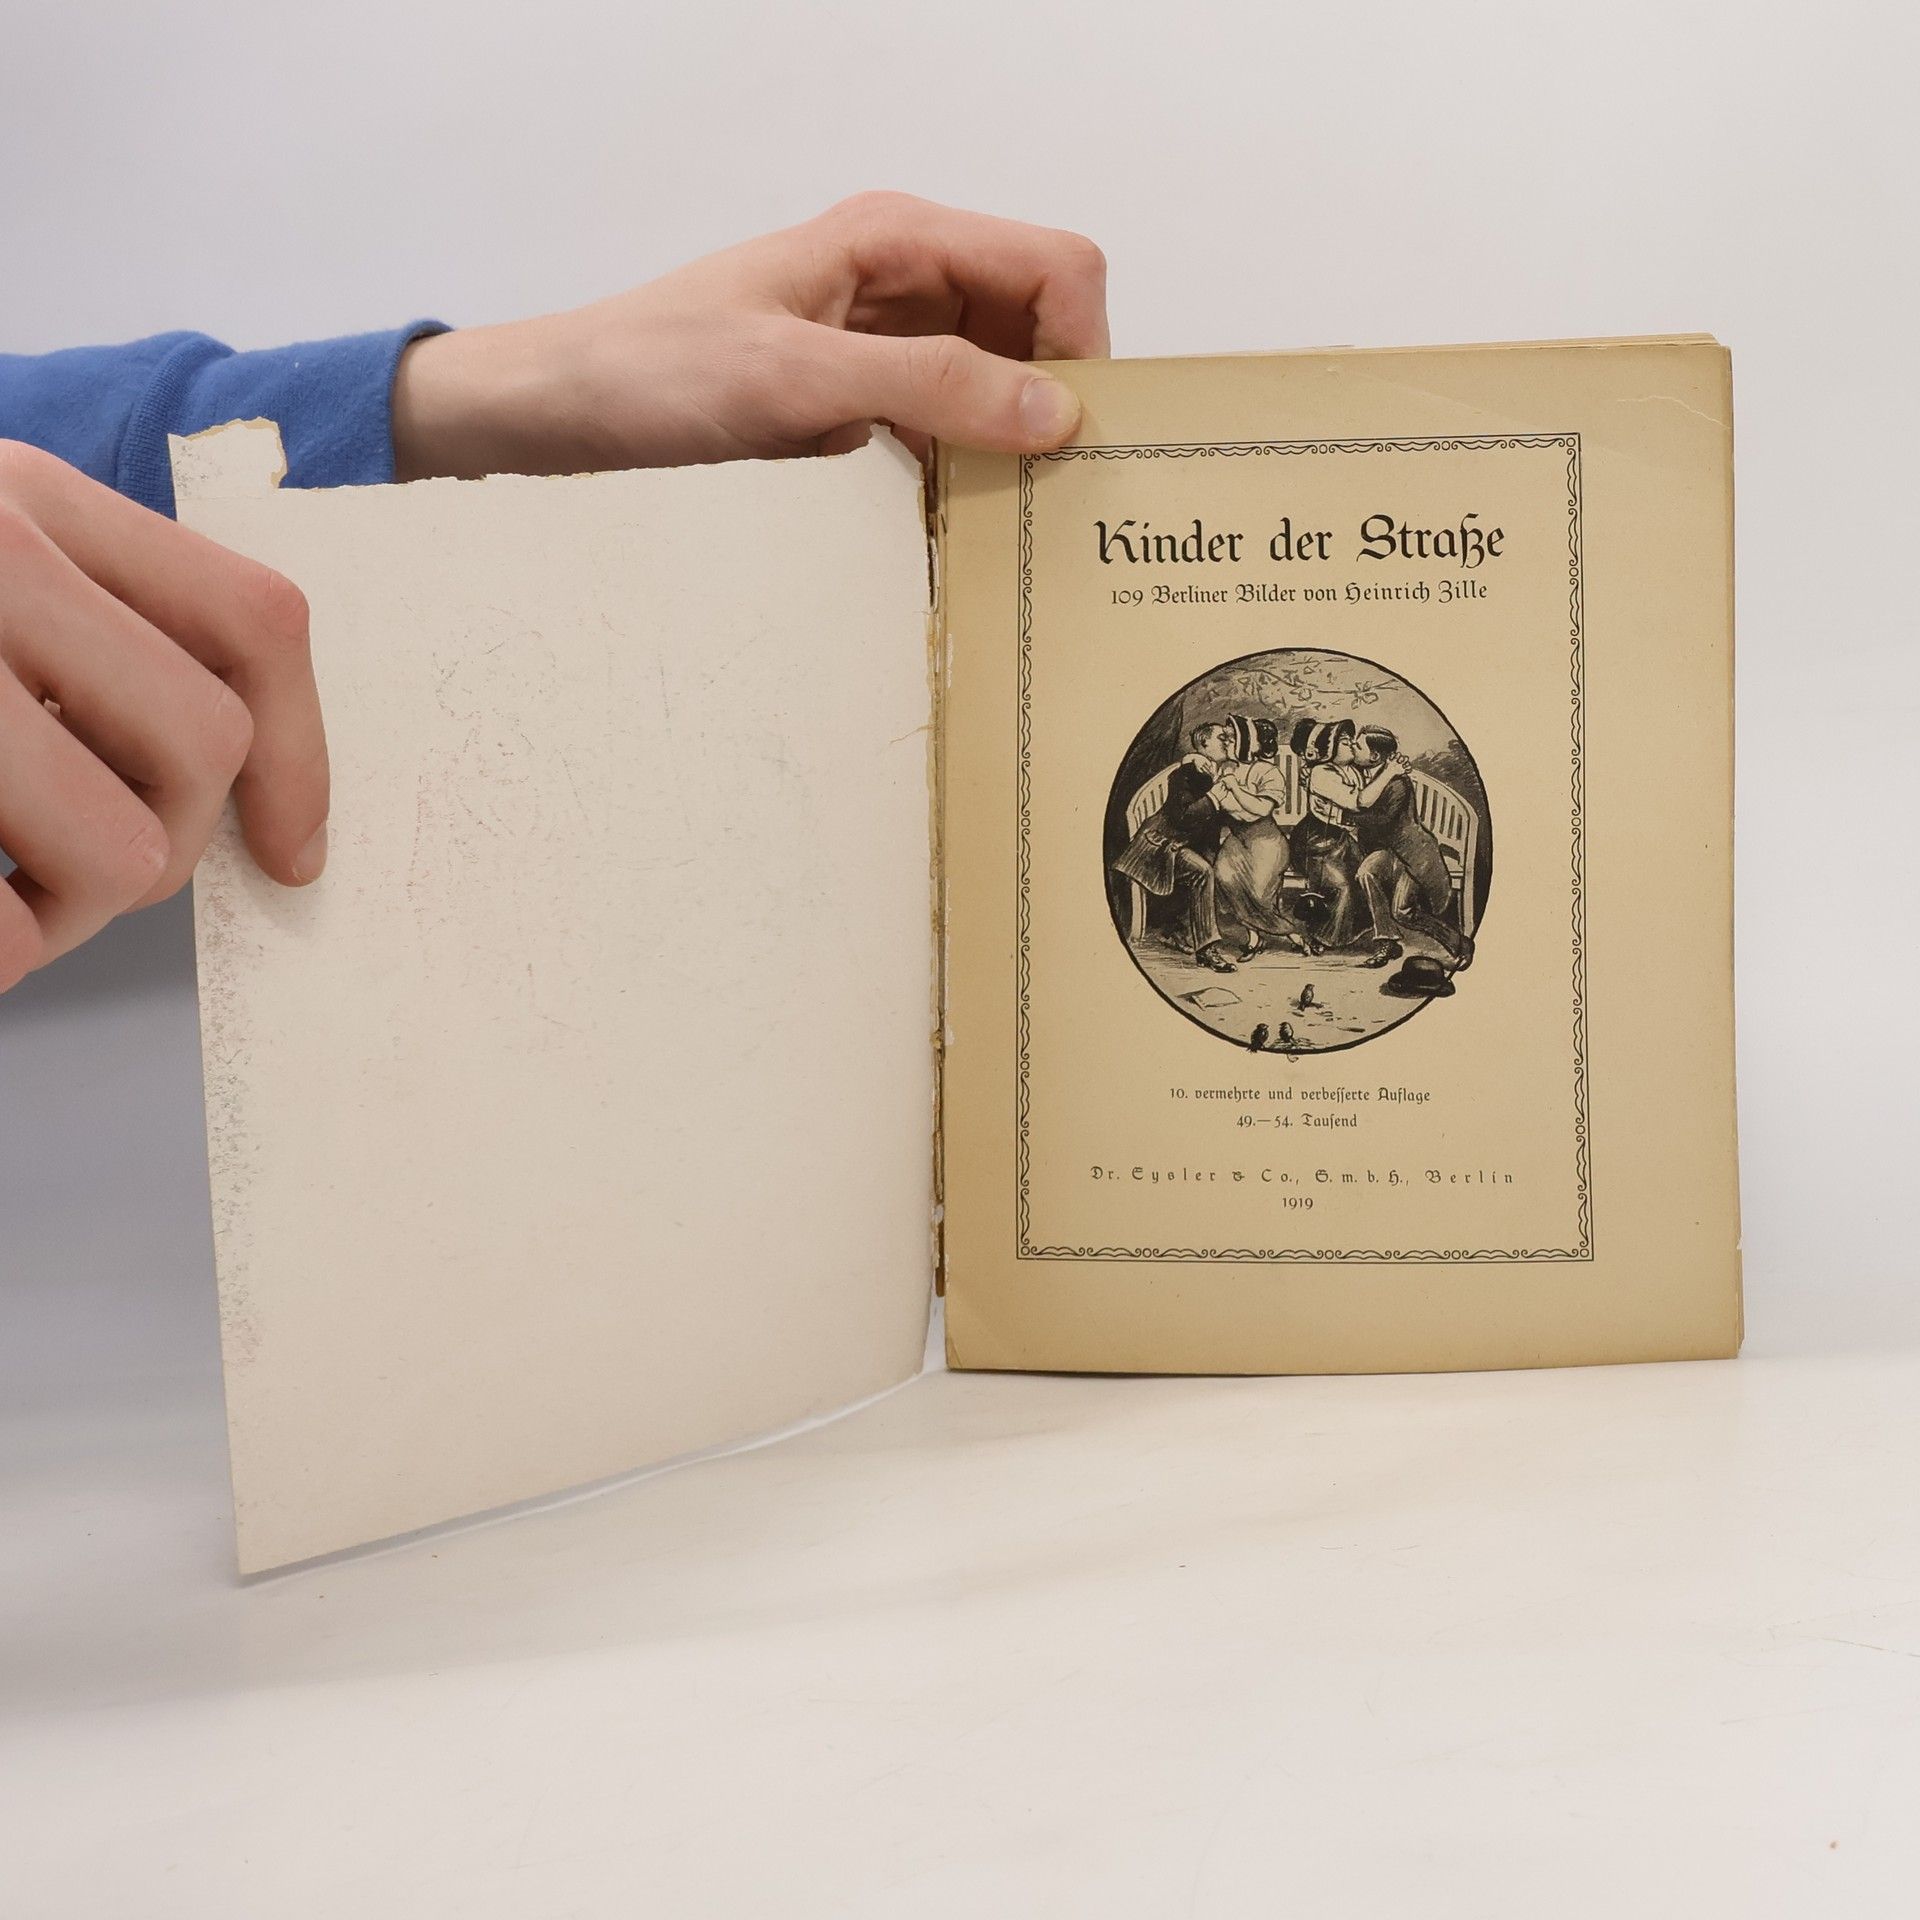 Kinder der Straße
109 Berliner Bilder von Heinrich Zille
10. vermehrte und verbeſſerte Auflage
49.—54. Tauſend
Dr. Eysler & Co., G. m. b. H., Berlin
1919